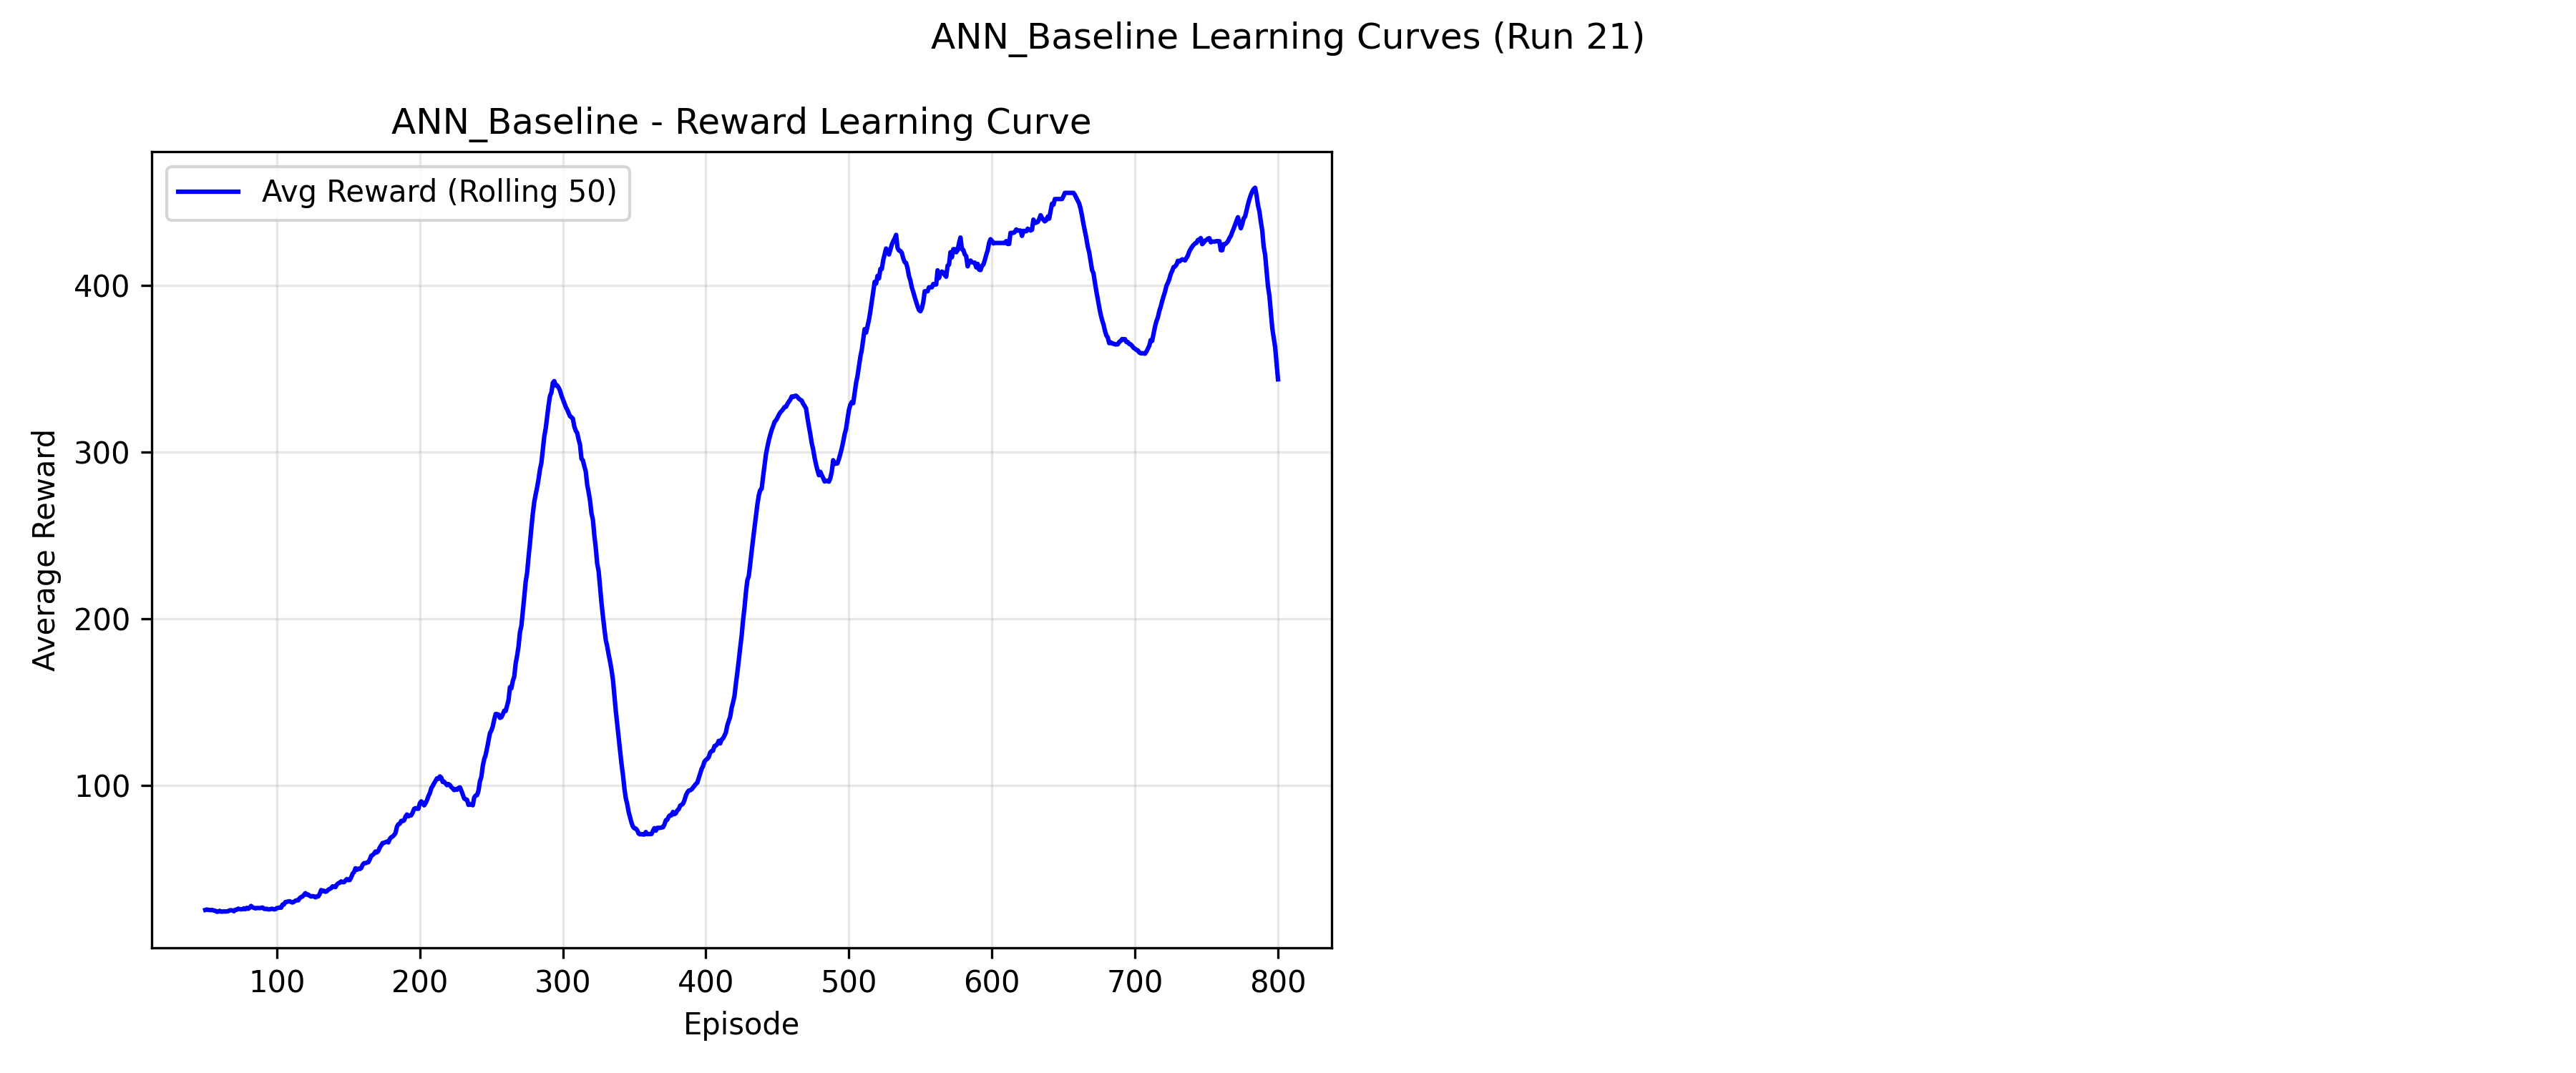 ANN_Baseline Learning Curves (Run 21)
ANN_Baseline - Reward Learning Curve
Avg Reward (Rolling 50)
400
300
200
100
Average Reward
100 200 300 400 500 600 700 800
Episode